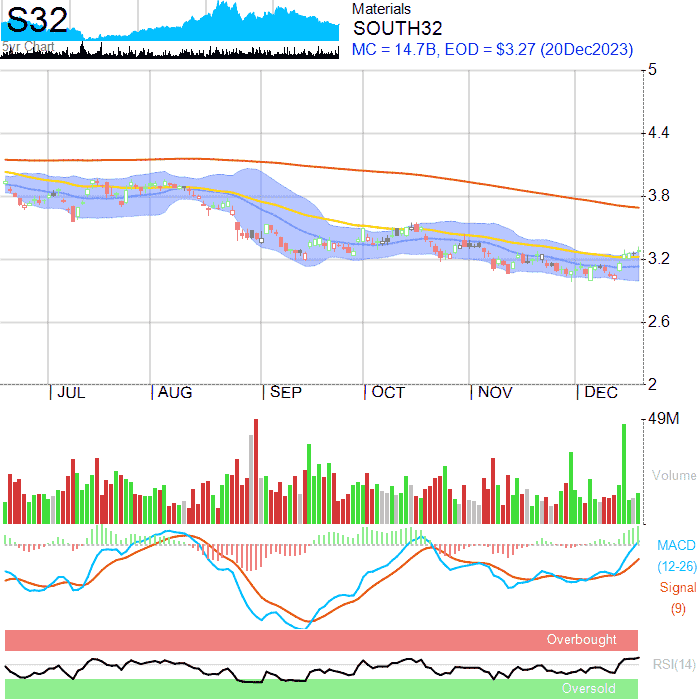 S32
5yr Chart
Materials
SOUTH32
MC = 14.7B, EOD = $3.27 (20Dec2023)
5
4.4
3.8
3.2
2.6
2
JUL AUG SEP OCT NOV DEC
49M
Volume
MACD
(12-26)
Signal
(9)
Overbought
RSI(14)
Oversold